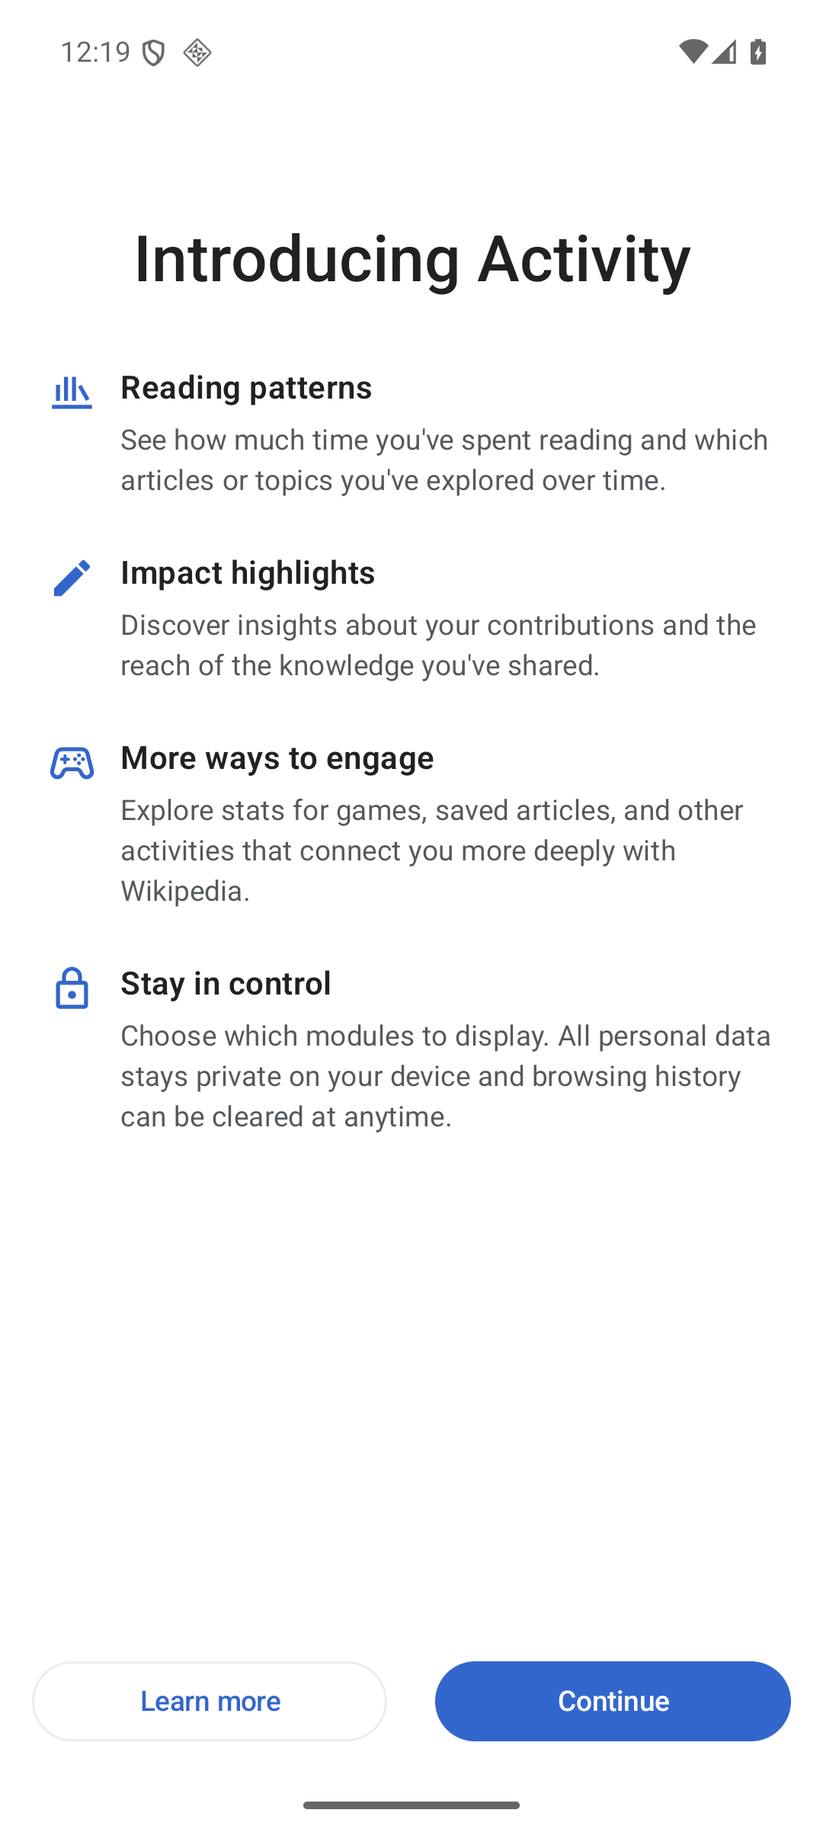 12:19
Introducing Activity
Reading patterns
See how much time you've spent reading and which
articles or topics you've explored over time.
Impact highlights
Discover insights about your contributions and the
reach of the knowledge you've shared.
More ways to engage
Explore stats for games, saved articles, and other
activities that connect you more deeply with
Wikipedia.
Stay in control
Choose which modules to display. All personal data
stays private on your device and browsing history
can be cleared at anytime.
Learn more
Continue